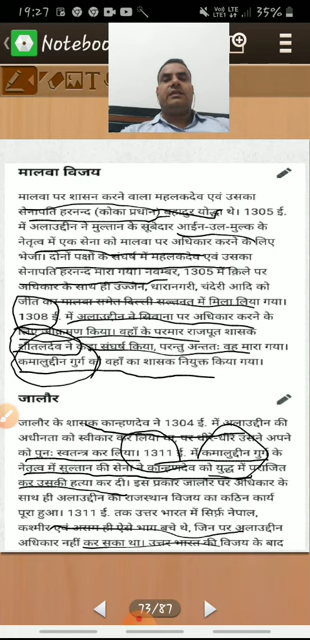 19:27
Vo)) LTE
LTE1
35%
Notebo
T
मालवा विजय
मालवा पर शासन करने वाला महलकदेव एवं उसका
सेनापति हरनन्द (कोका प्रधान) बहादुर योद्धा थे। 1305 ई.
में अलाउद्दीन ने मुल्तान के सूबेदार आईन-उल-मुल्क के
नेतृत्व में एक सेना को मालवा पर अधिकार करने के लिए
भेजा। दोनों पक्षों के संघर्ष में महलकदेव एवं उसका
सेनापति हरनन्द मारा गया। नवम्बर, 1305 में क़िले पर
अधिकार के साथ ही उज्जैन, धारानगरी, चंदेरी आदि को
जीत कर मालवा समेत दिल्ली सल्तनत में मिला लिया गया।
1308 ई. में अलाउद्दीन ने सिवाना पर अधिकार करने के
लिए आक्रमण किया। वहाँ के परमार राजपूत शासक
शीतलदेव ने कड़ा संघर्ष किया, परन्तु अन्ततः वह मारा गया।
कमालुद्दीन गुर्ग को वहाँ का शासक नियुक्त किया गया।
जालौर
जालौर के शासक कान्हणदेव ने 1304 ई. में अलाउद्दीन की
अधीनता को स्वीकार कर लिया था, पर धीरे-धीरे उसने अपने
को पुनः स्वतन्त्र कर लिया। 1311 ई. में कमालुद्दीन गुर्ग के
नेतृत्व में सुल्तान की सेना ने कान्हणदेव को युद्ध में पराजित
कर उसकी हत्या कर दी। इस प्रकार जालौर पर अधिकार के
साथ ही अलाउद्दीन की राजस्थान विजय का कठिन कार्य
पूरा हुआ। 1311 ई. तक उत्तर भारत में सिर्फ़ नेपाल,
कश्मीर एवं असम ही ऐसे भाग बचे थे, जिन पर अलाउद्दीन
अधिकार नहीं कर सका था। उत्तर भारत की विजय के बाद
73/87